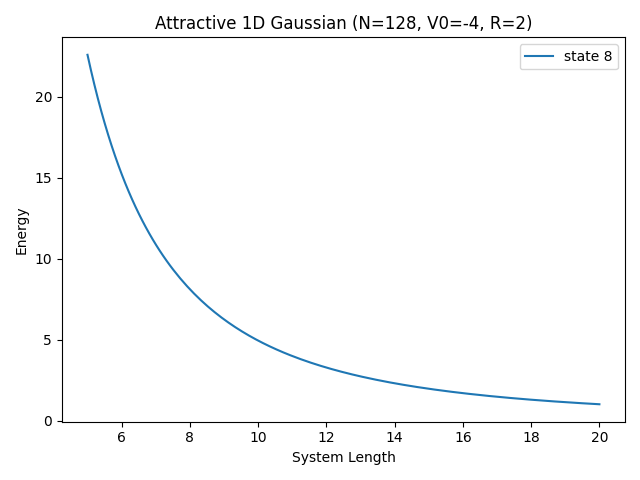 Attractive 1D Gaussian (N=128, V0=-4, R=2)
state 8
Energy
20
15
10
5
0
6 8 10 12 14 16 18 20
System Length